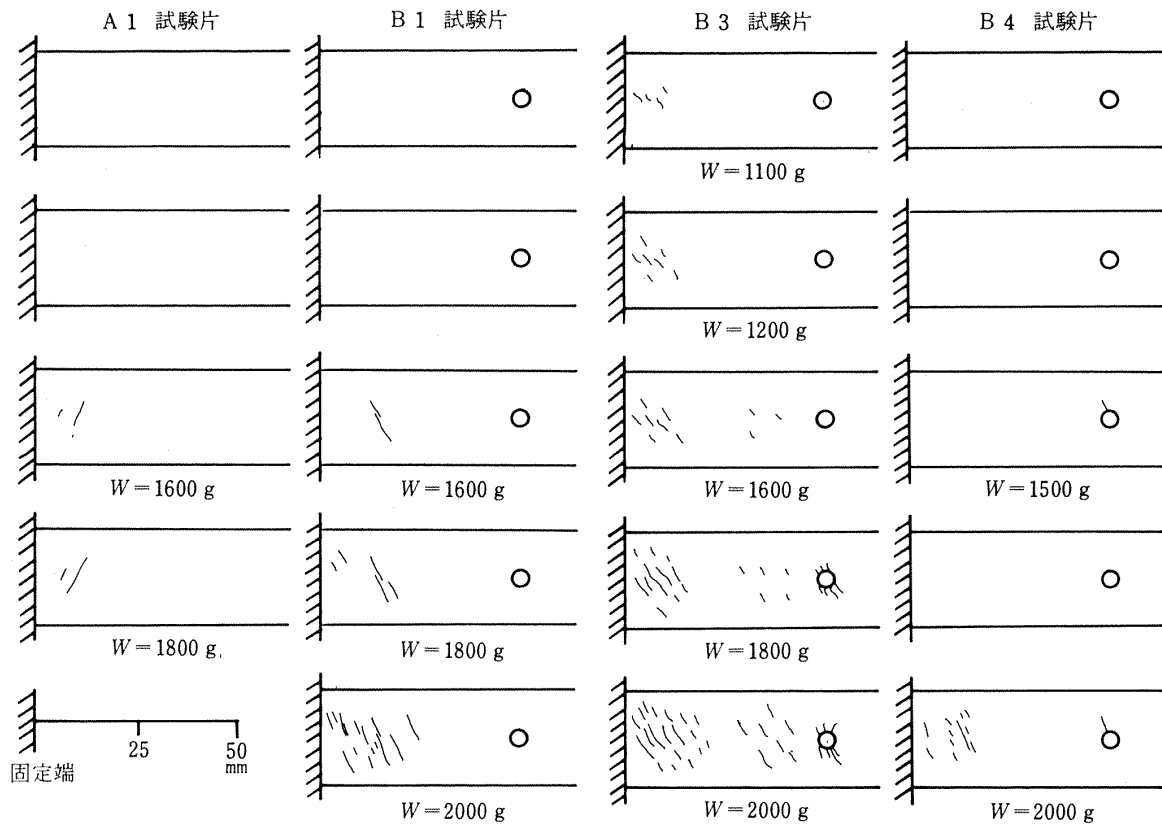 A 1 試験片
B 1 試験片
B 3 試験片
B 4 試験片
W = 1100 g
W = 1200 g
W = 1600 g
W = 1600 g
W = 1600 g
W = 1500 g
W = 1800 g
W = 1800 g
W = 1800 g
25
50
mm
固定端
W = 2000 g
W = 2000 g
W = 2000 g